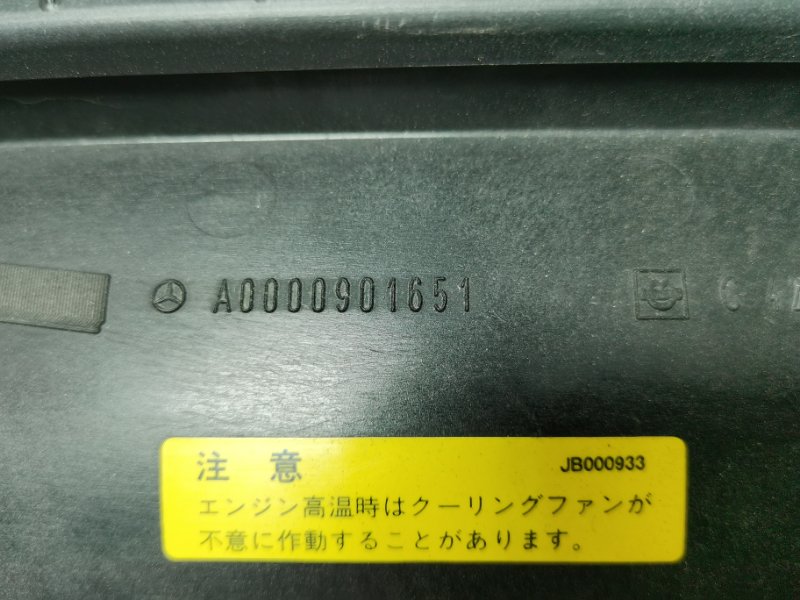 A0000901651
注 意
JB000933
エンジン高温時はクーリングファンが
不意に作動することがあります。